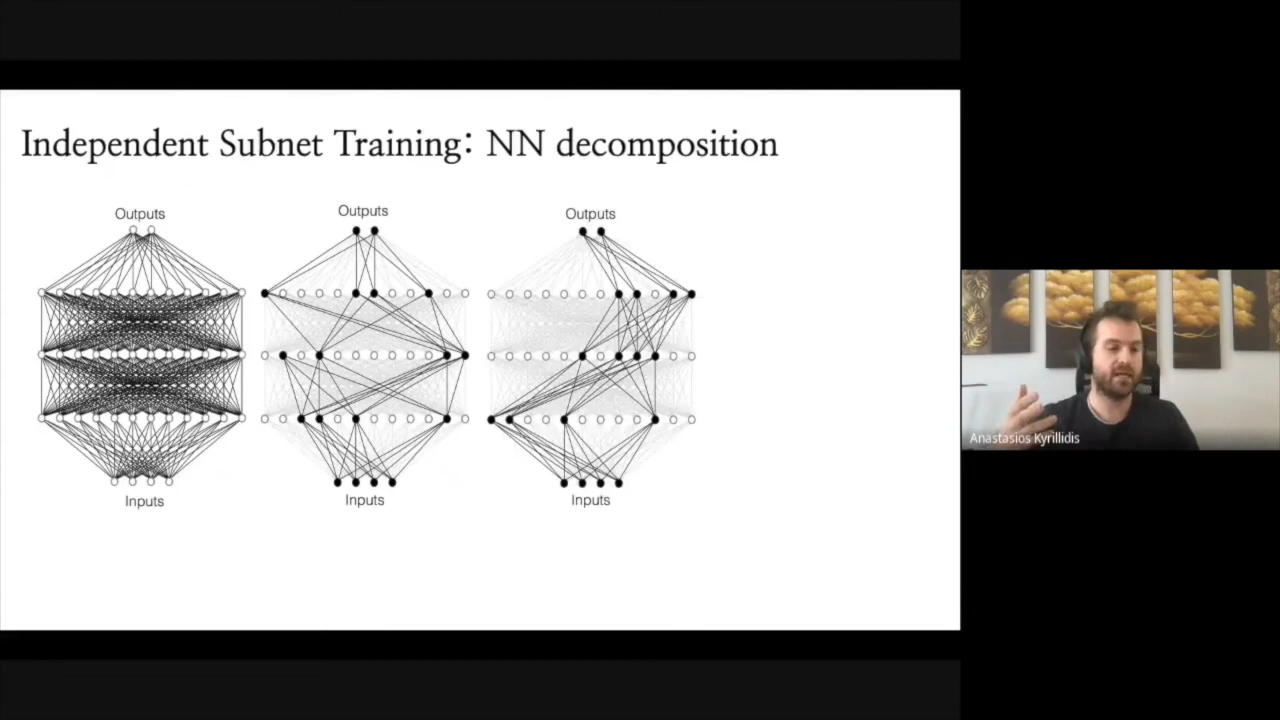 Independent Subnet Training: NN decomposition
Outputs
Outputs
Outputs
Inputs
Inputs
Inputs
Anastasios Kyrillidis